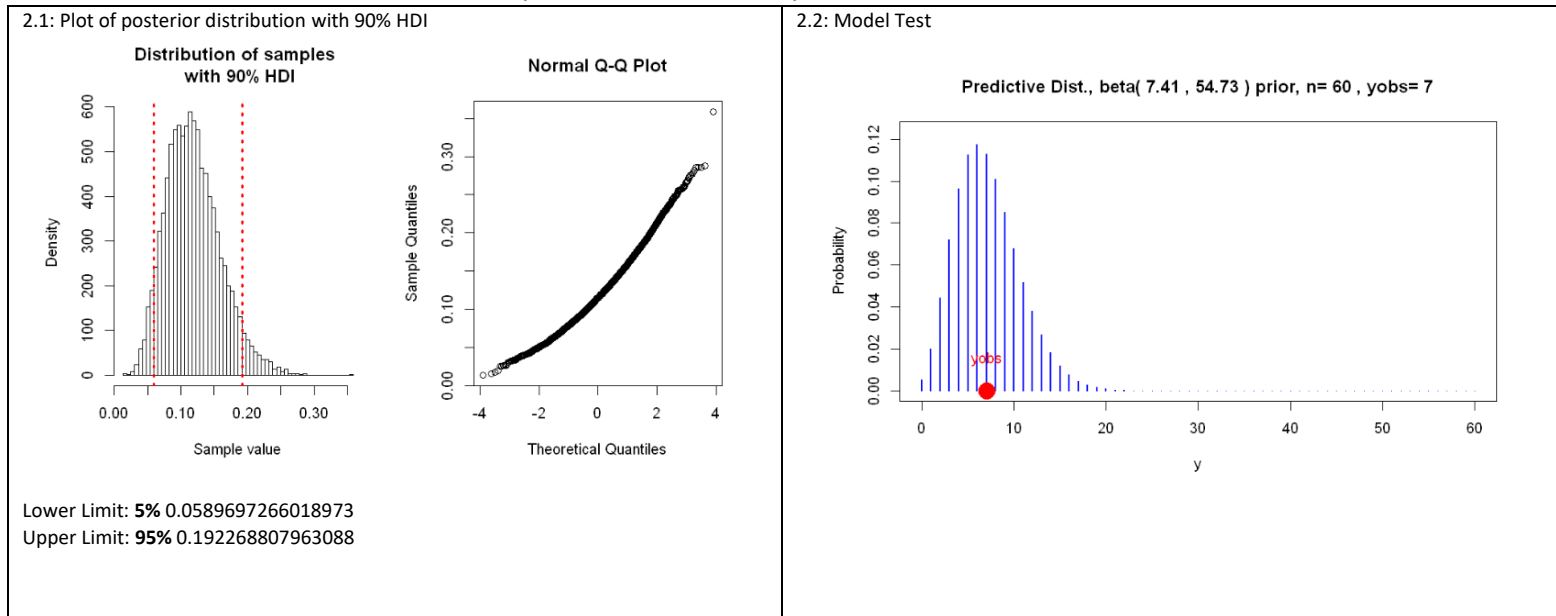 2.1: Plot of posterior distribution with 90% HDI
Distribution of samples
with 90% HDI
Density
0
100
200
300
400
500
600
0.00
0.10
0.20
0.30
Sample value
Normal Q-Q Plot
Sample Quantiles
0.00
0.10
0.20
0.30
-4
-2
0
2
4
Theoretical Quantiles
Lower Limit: 5% 0.0589697266018973
Upper Limit: 95% 0.192268807963088
2.2: Model Test
Predictive Dist., beta( 7.41 , 54.73 ) prior, n= 60 , yobs= 7
Probability
0.00
0.02
0.04
0.06
0.08
0.10
0.12
yobs
0
10
20
30
40
50
60
y